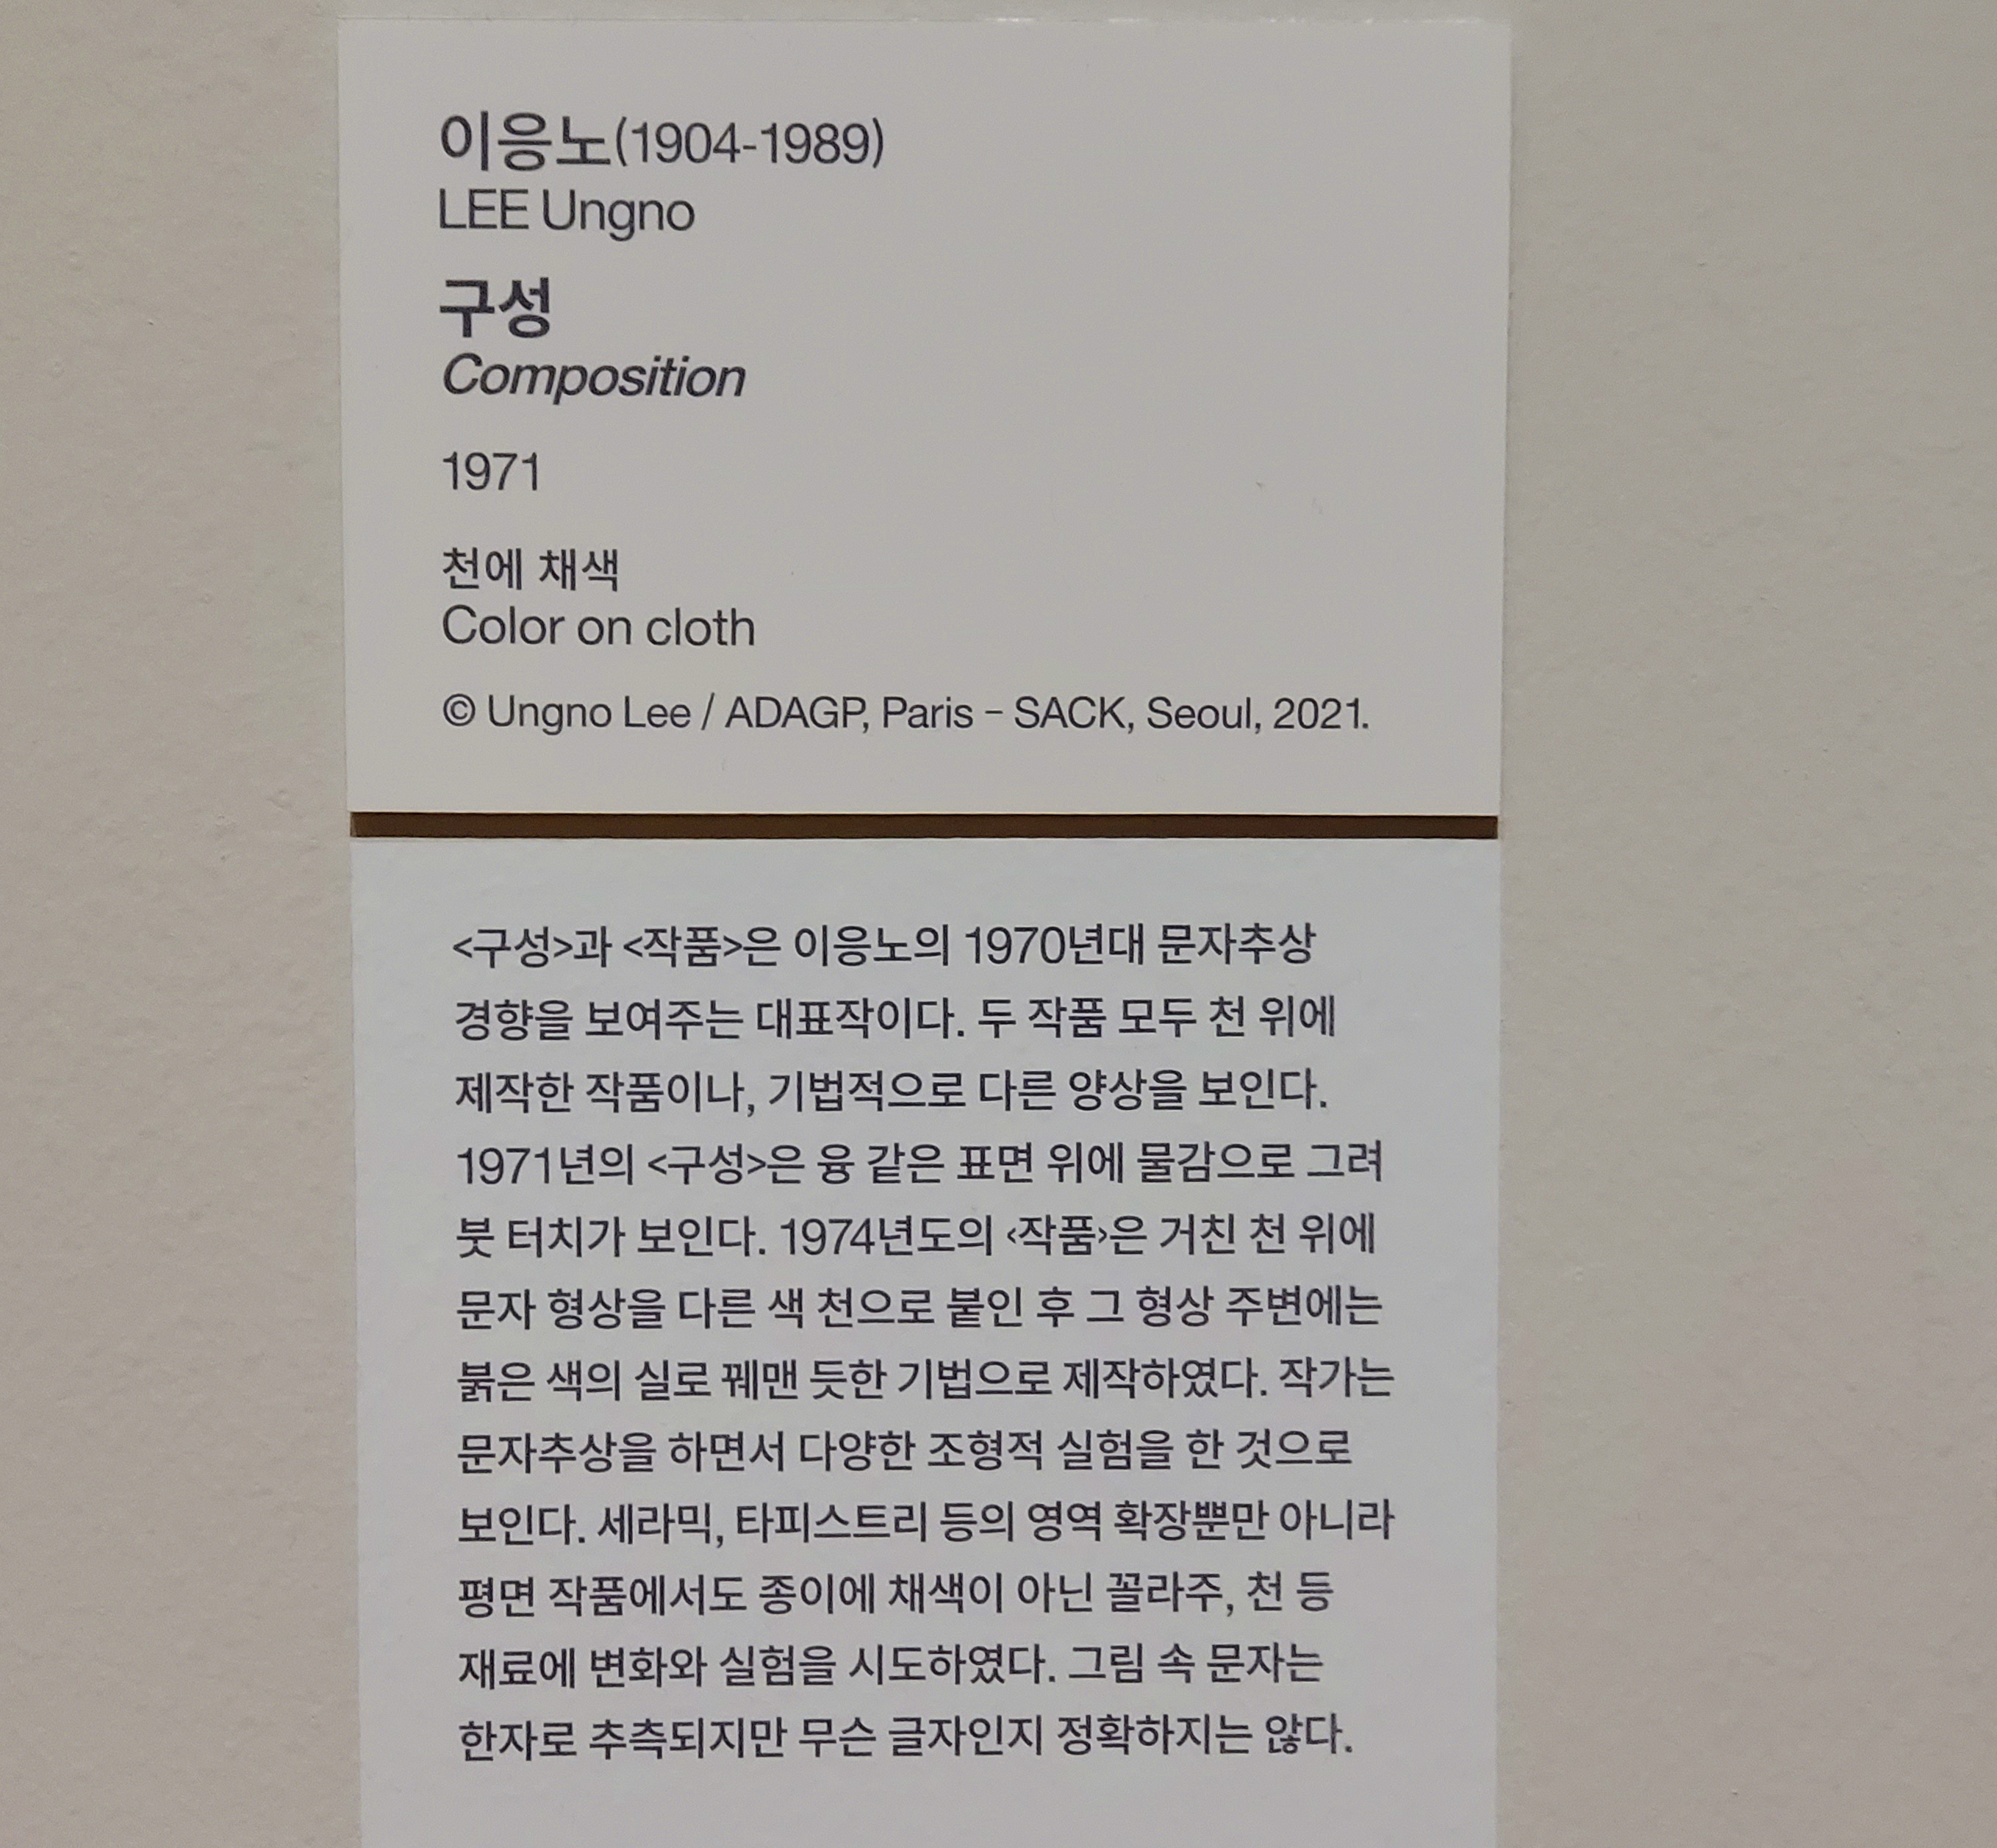 이응노(1904-1989)
LEE Ungno
구성
Composition
1971
천에 채색
Color on cloth
© Ungno Lee / ADAGP, Paris – SACK, Seoul, 2021.
<구성>과 <작품>은 이응노의 1970년대 문자추상
경향을 보여주는 대표작이다. 두 작품 모두 천 위에
제작한 작품이나, 기법적으로 다른 양상을 보인다.
1971년의 <구성>은 융 같은 표면 위에 물감으로 그려
붓 터치가 보인다. 1974년도의 ‹작품›은 거친 천 위에
문자 형상을 다른 색 천으로 붙인 후 그 형상 주변에는
붉은 색의 실로 꿰맨 듯한 기법으로 제작하였다. 작가는
문자추상을 하면서 다양한 조형적 실험을 한 것으로
보인다. 세라믹, 타피스트리 등의 영역 확장뿐만 아니라
평면 작품에서도 종이에 채색이 아닌 꼴라주, 천 등
재료에 변화와 실험을 시도하였다. 그림 속 문자는
한자로 추측되지만 무슨 글자인지 정확하지는 않다.